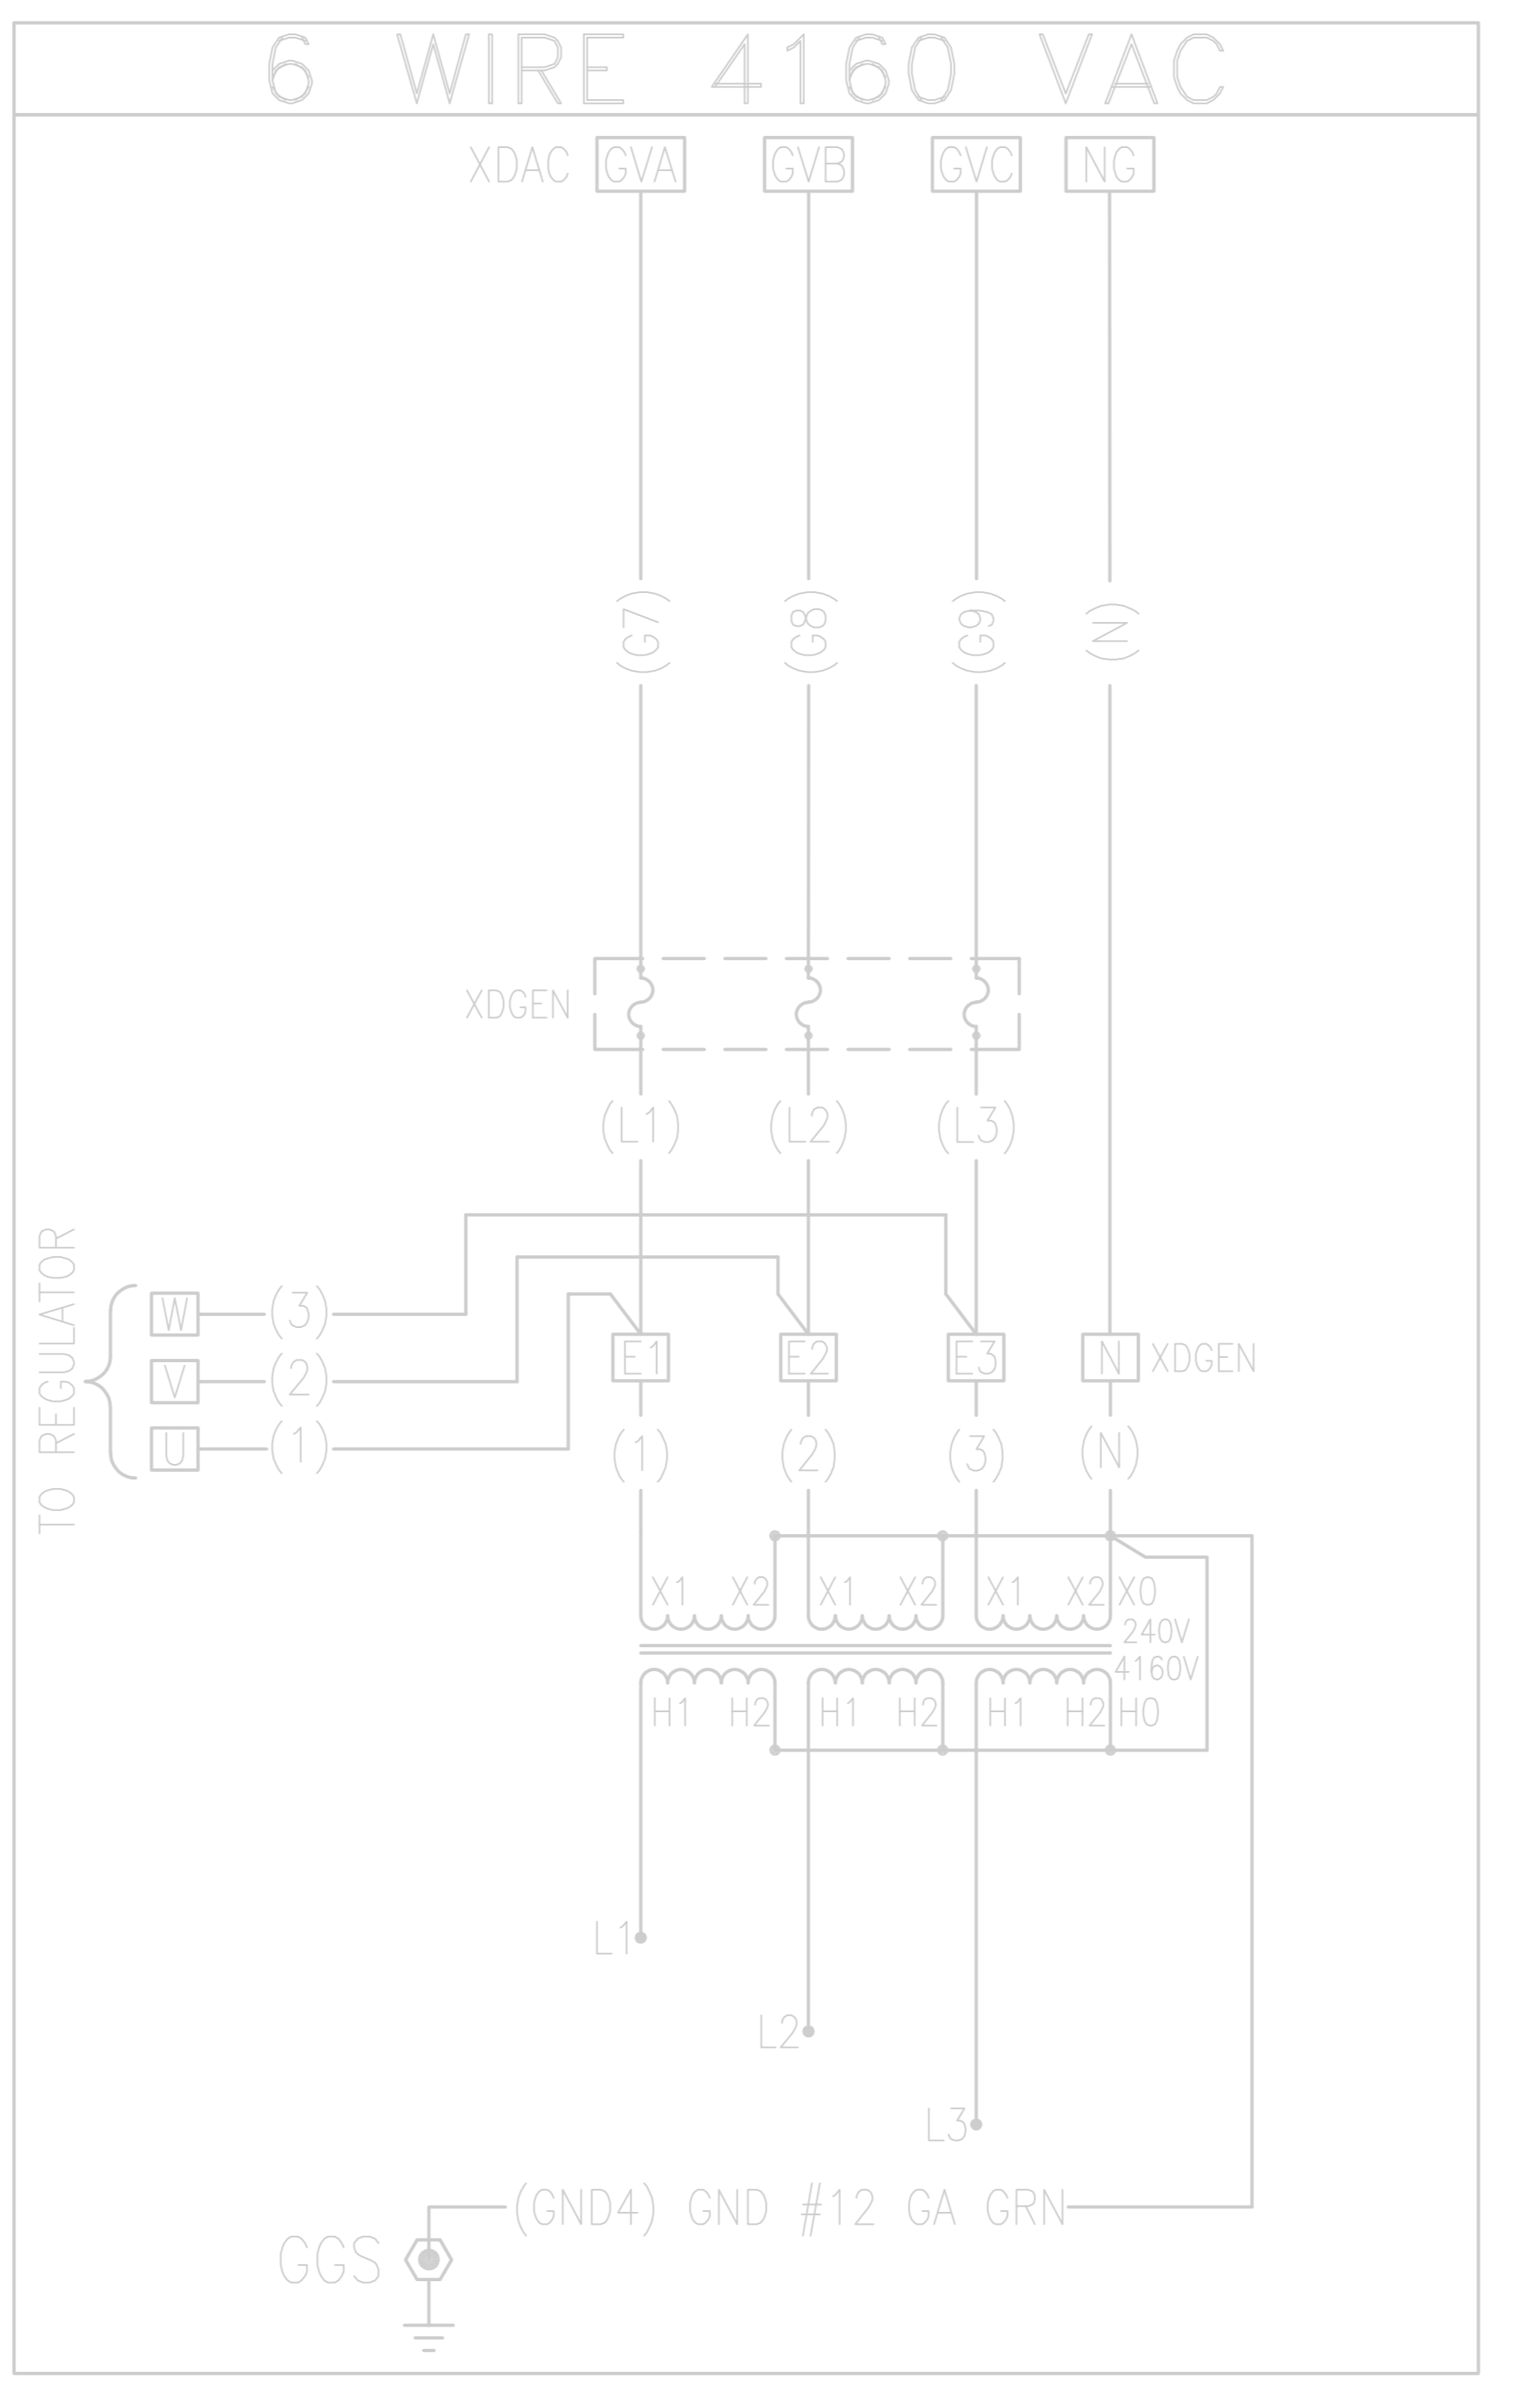 6 WIRE 4160 VAC
XDAC GVA GVB GVC NG
(G7) (G8) (G9) (N)
XDGEN
(L1) (L2) (L3)
TO REGULATOR
W (3)
V (2)
U (1)
E1 E2 E3 N XDGEN
(1) (2) (3) (N)
X1 X2 X1 X2 X1 X2 X0
240V
4160V
H1 H2 H1 H2 H1 H2 H0
L1
L2
L3
(GND4) GND #12 GA GRN
GGS